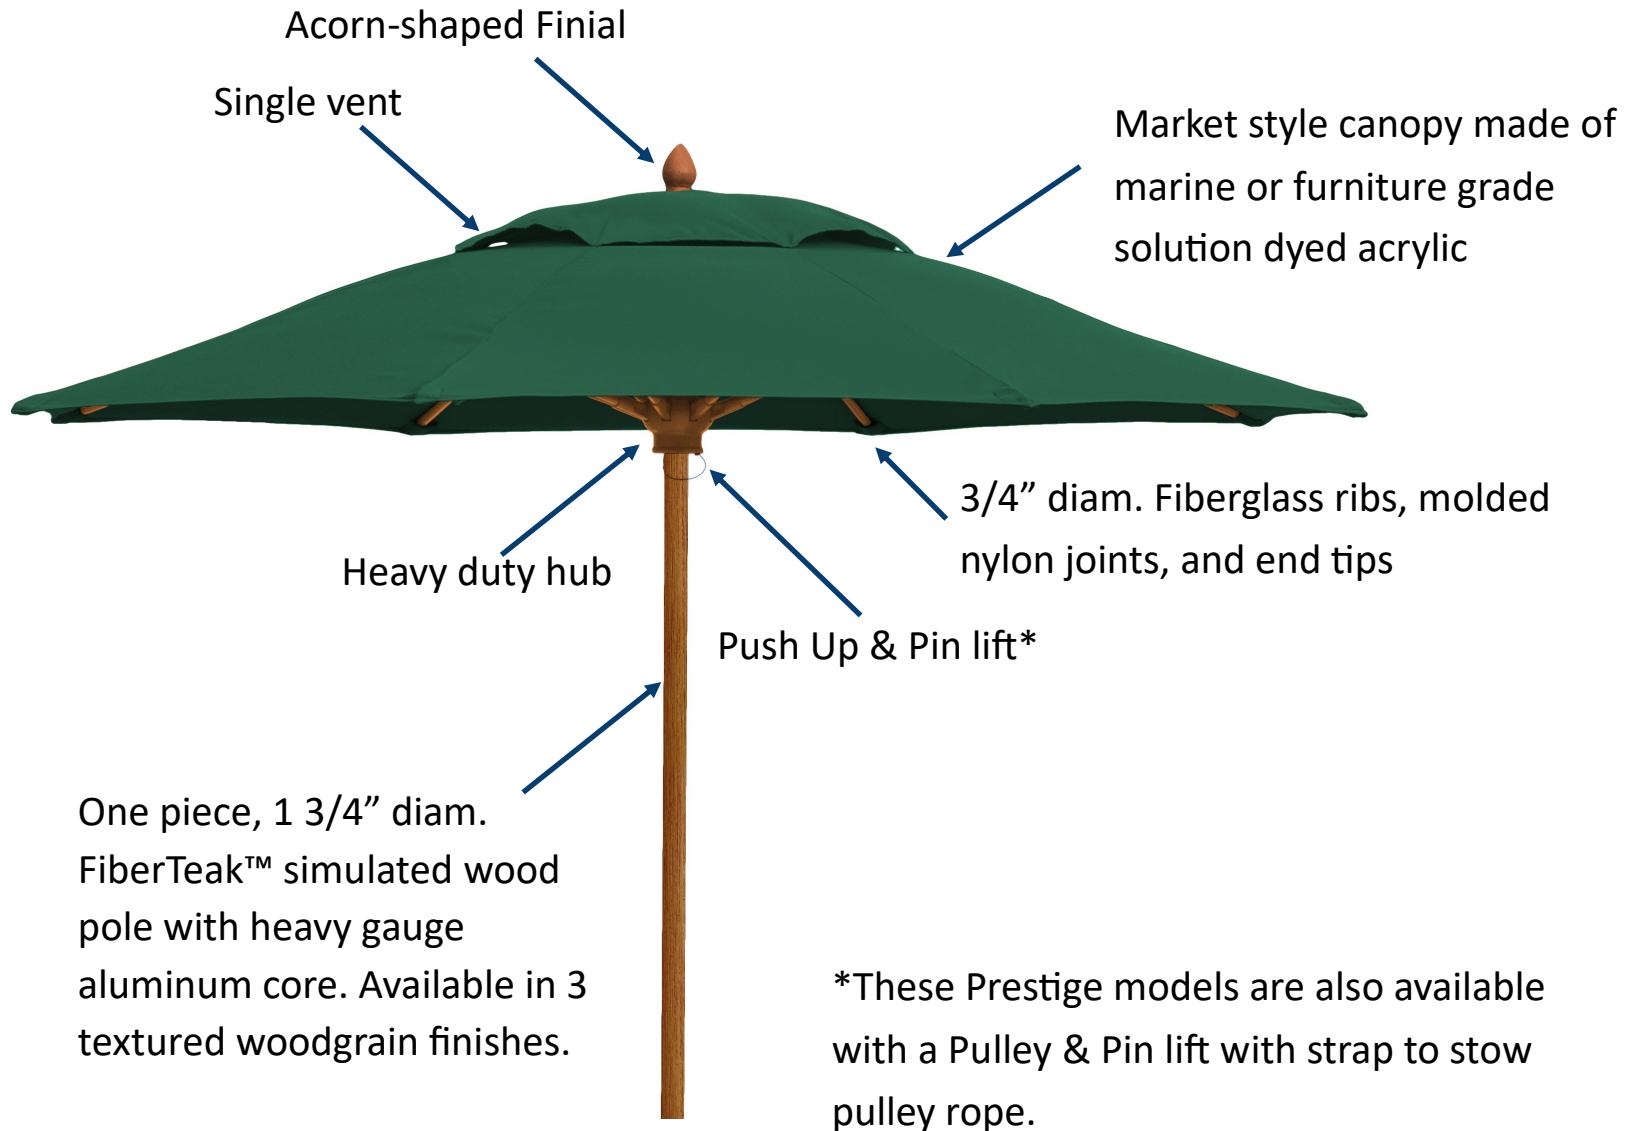 Acorn-shaped Finial
Single vent
Market style canopy made of
marine or furniture grade
solution dyed acrylic
3/4” diam. Fiberglass ribs, molded
nylon joints, and end tips
Heavy duty hub
Push Up & Pin lift*
One piece, 1 3/4” diam.
FiberTeak™ simulated wood
pole with heavy gauge
aluminum core. Available in 3
textured woodgrain finishes.
*These Prestige models are also available
with a Pulley & Pin lift with strap to stow
pulley rope.